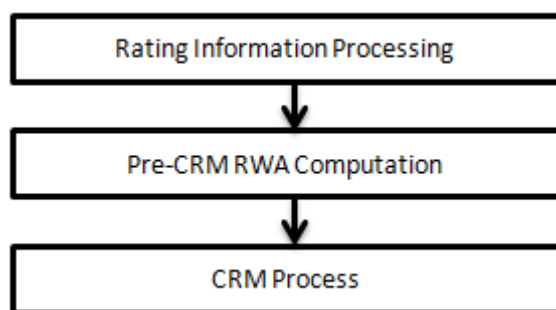 Rating Information Processing
Pre-CRM RWA Computation
CRM Process